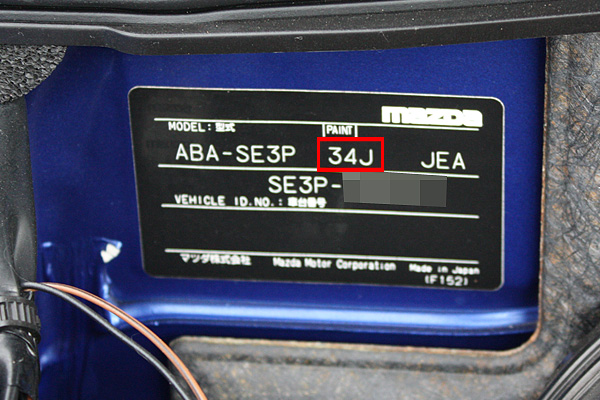 mazda
MODEL：型式 PAINT
ABA-SE3P 34J JEA
SE3P-
VEHICLE ID.NO.：車台番号
マツダ株式会社 Mazda Motor Corporation Made in Japan
(F152)